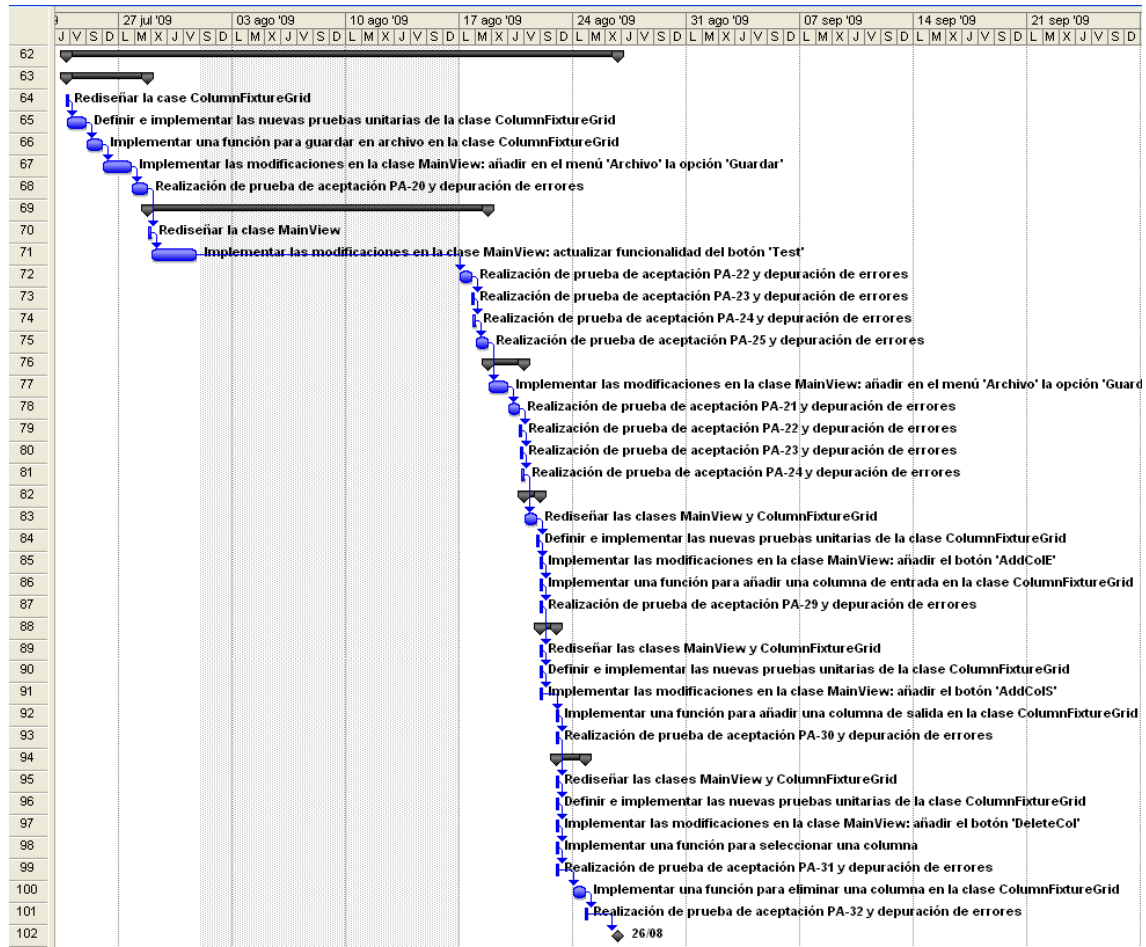 9 27 jul '09 03 ago '09 10 ago '09 17 ago '09 24 ago '09 31 ago '09 07 sep '09 14 sep '09 21 sep '09
J V S D L M X J V S D L M X J V S D L M X J V S D L M X J V S D L M X J V S D L M X J V S D L M X J V S D L M X J V S D L M X J V S D
62
63
64 Rediseñar la case ColumnFixtureGrid
65 Definir e implementar las nuevas pruebas unitarias de la clase ColumnFixtureGrid
66 Implementar una función para guardar en archivo en la clase ColumnFixtureGrid
67 Implementar las modificaciones en la clase MainView: añadir en el menú 'Archivo' la opción 'Guardar'
68 Realización de prueba de aceptación PA-20 y depuración de errores
69
70 Rediseñar la clase MainView
71 Implementar las modificaciones en la clase MainView: actualizar funcionalidad del botón 'Test'
72 Realización de prueba de aceptación PA-22 y depuración de errores
73 Realización de prueba de aceptación PA-23 y depuración de errores
74 Realización de prueba de aceptación PA-24 y depuración de errores
75 Realización de prueba de aceptación PA-25 y depuración de errores
76
77 Implementar las modificaciones en la clase MainView: añadir en el menú 'Archivo' la opción 'Guard
78 Realización de prueba de aceptación PA-21 y depuración de errores
79 Realización de prueba de aceptación PA-22 y depuración de errores
80 Realización de prueba de aceptación PA-23 y depuración de errores
81 Realización de prueba de aceptación PA-24 y depuración de errores
82
83 Rediseñar las clases MainView y ColumnFixtureGrid
84 Definir e implementar las nuevas pruebas unitarias de la clase ColumnFixtureGrid
85 Implementar las modificaciones en la clase MainView: añadir el botón 'AddColE'
86 Implementar una función para añadir una columna de entrada en la clase ColumnFixtureGrid
87 Realización de prueba de aceptación PA-29 y depuración de errores
88
89 Rediseñar las clases MainView y ColumnFixtureGrid
90 Definir e implementar las nuevas pruebas unitarias de la clase ColumnFixtureGrid
91 Implementar las modificaciones en la clase MainView: añadir el botón 'AddColS'
92 Implementar una función para añadir una columna de salida en la clase ColumnFixtureGrid
93 Realización de prueba de aceptación PA-30 y depuración de errores
94
95 Rediseñar las clases MainView y ColumnFixtureGrid
96 Definir e implementar las nuevas pruebas unitarias de la clase ColumnFixtureGrid
97 Implementar las modificaciones en la clase MainView: añadir el botón 'DeleteCol'
98 Implementar una función para seleccionar una columna
99 Realización de prueba de aceptación PA-31 y depuración de errores
100 Implementar una función para eliminar una columna en la clase ColumnFixtureGrid
101 Realización de prueba de aceptación PA-32 y depuración de errores
102 26/08